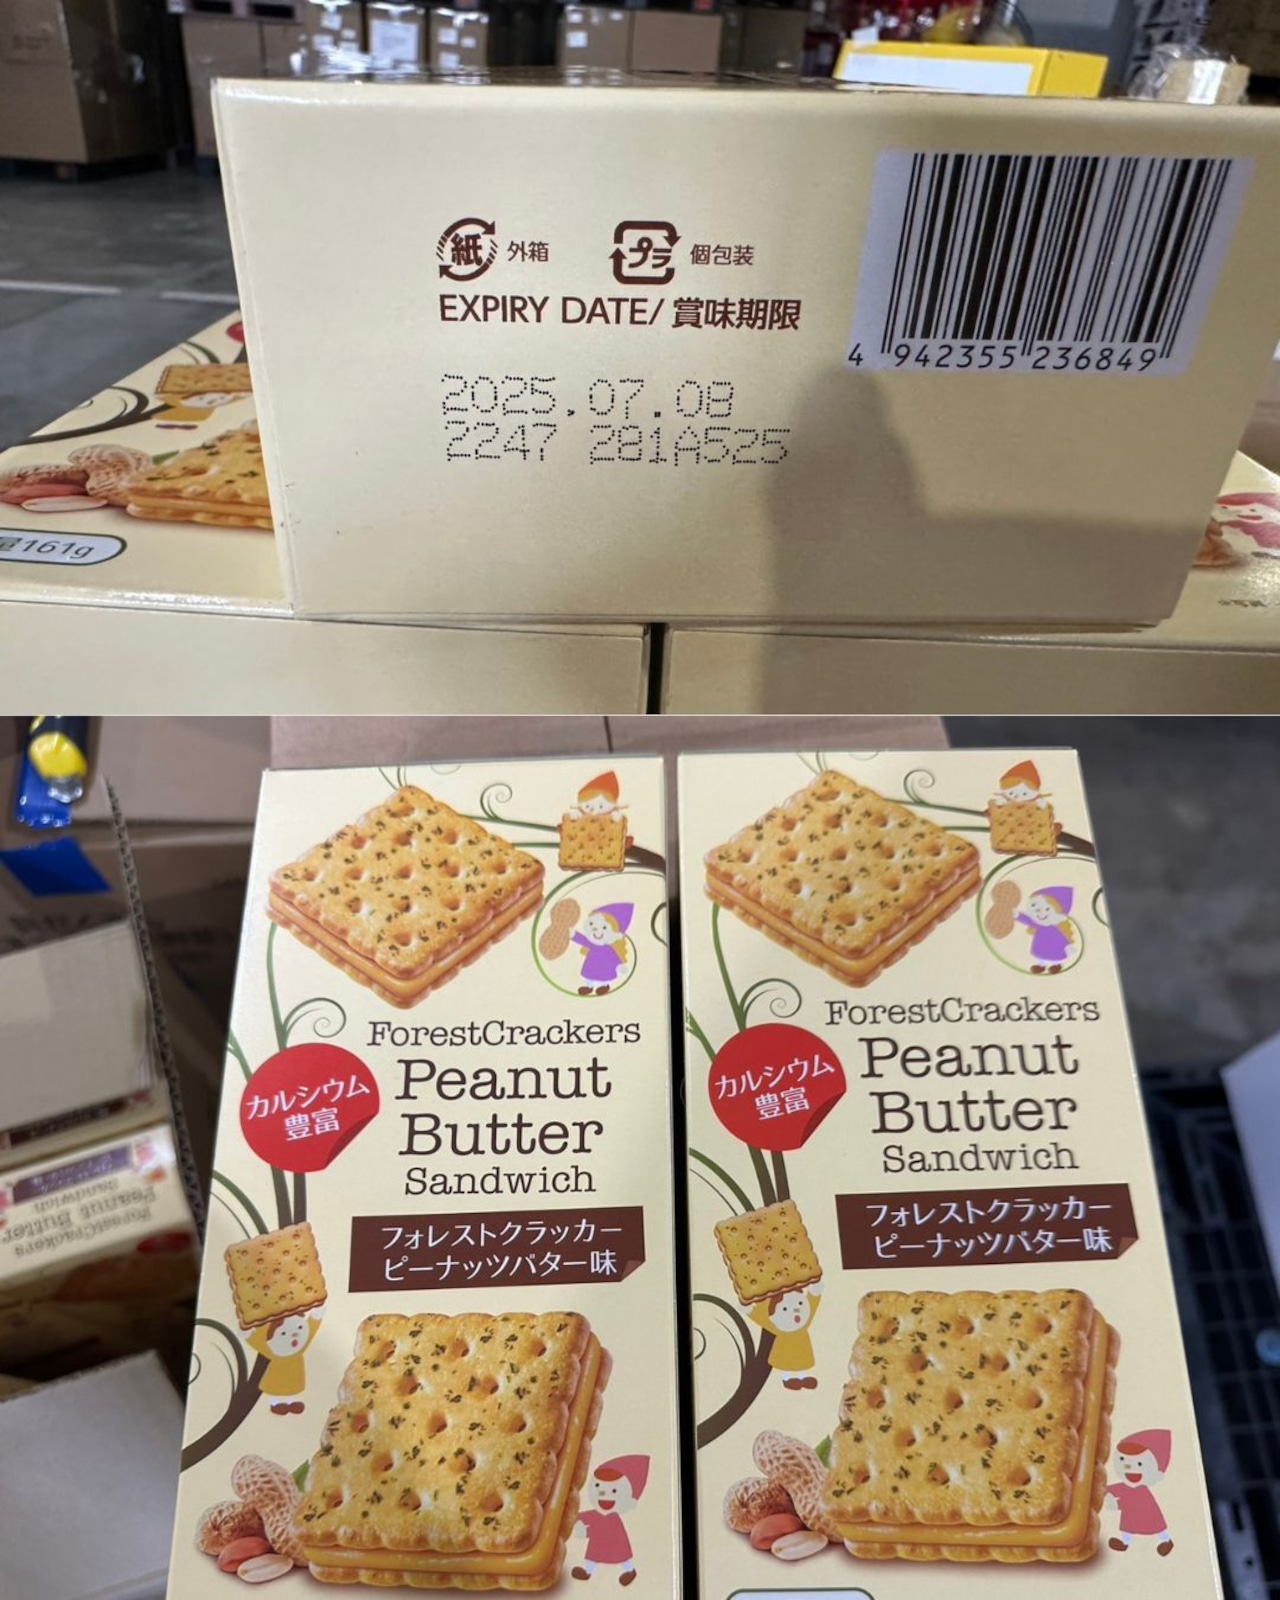 紙 外箱 プラ 個包装
EXPIRY DATE/ 賞味期限
2025.07.08
2247 281A525
4 942355 236849
161g
ForestCrackers
Peanut
Butter
Sandwich
カルシウム
豊富
フォレストクラッカー
ピーナッツバター味
ForestCrackers
Peanut
Butter
Sandwich
カルシウム
豊富
フォレストクラッカー
ピーナッツバター味
ForestCrackers
Peanut Butter
Sandwich